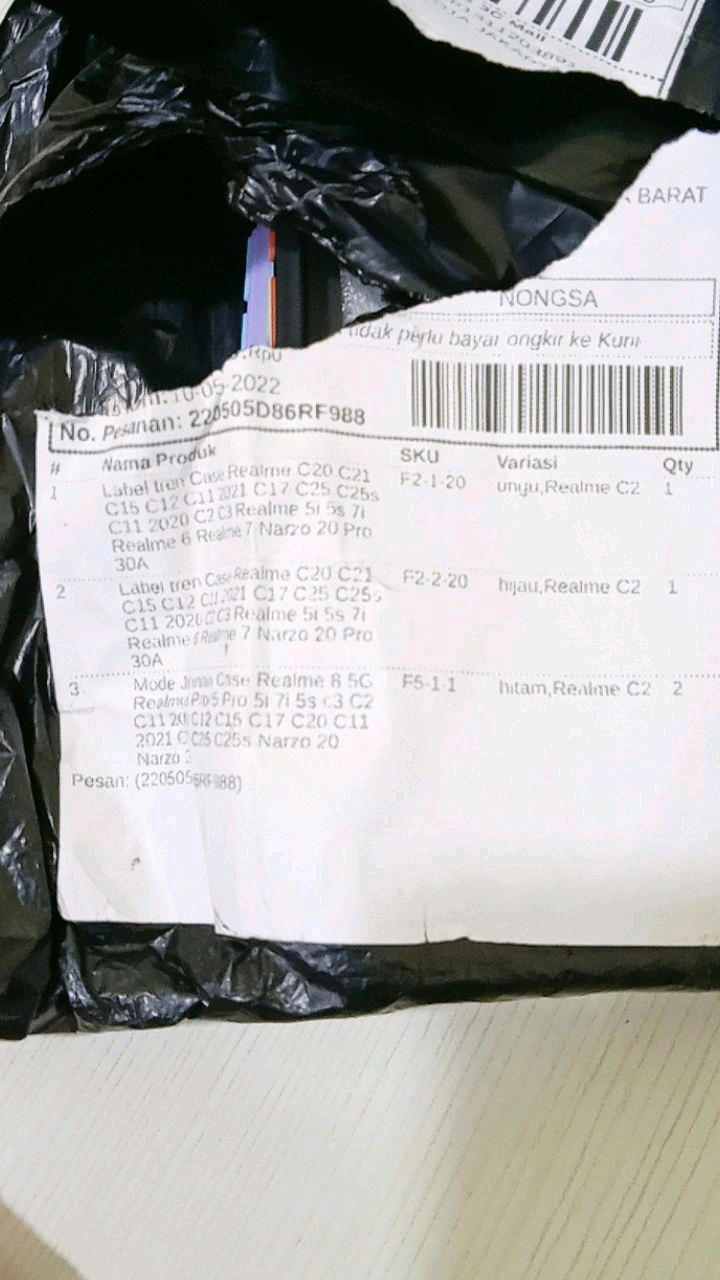 3C Mall
BARAT
NONGSA
tidak perlu bayar ongkir ke Kuri
10-05-2022
No. Pesanan: 220505D86RF988
# Nama Produk SKU Variasi Qty
1 Label tren Case Realme C20 C21 F2-1-20 unyu,Realme C2 1
C15 C12 C11 2021 C17 C25 C25s
C11 2020 C2 C3 Realme 5i 5s 7i
Realme 6 Realme 7 Narzo 20 Pro
30A
2 Label tren Case Realme C20 C21 F2-2-20 hijau,Realme C2 1
C15 C12 C11 2021 C17 C25 C25s
C11 2020 C2 C3 Realme 5i 5s 7i
Realme 6 Realme 7 Narzo 20 Pro
30A
3 Mode Case Realme 8 5G F5-1-1 hitam,Realme C2 2
5 Pro 5i 7i 5s c3 C2
C11 C12 C15 C17 C20 C11
2021 C25 C25s Narzo 20
Narzo
Pesan: